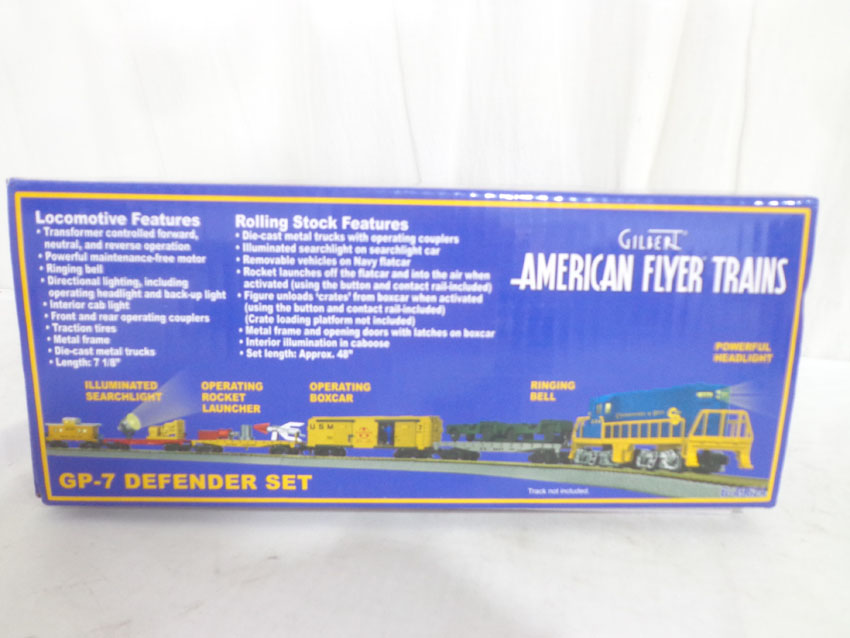 Locomotive Features
• Transformer controlled forward,
neutral, and reverse operation
• Powerful maintenance-free motor
• Ringing bell
• Directional lighting, including
operating headlight and back-up light
• Interior cab light
• Front and rear operating couplers
• Traction tires
• Metal frame
• Die-cast metal trucks
• Length: 7 1/8"
Rolling Stock Features
• Die-cast metal trucks with operating couplers
• Illuminated searchlight on searchlight car
• Removable vehicles on Navy flatcar
• Rocket launches off the flatcar and into the air when
activated (using the button and contact rail-included)
• Figure unloads 'crates' from boxcar when activated
(using the button and contact rail-included)
(Crate loading platform not included)
• Metal frame and opening doors with latches on boxcar
• Interior illumination in caboose
• Set length: Approx. 48"
GILBERT
AMERICAN FLYER TRAINS
POWERFUL
HEADLIGHT
ILLUMINATED
SEARCHLIGHT
OPERATING
ROCKET
LAUNCHER
OPERATING
BOXCAR
RINGING
BELL
USM
GP-7 DEFENDER SET
Track not included.